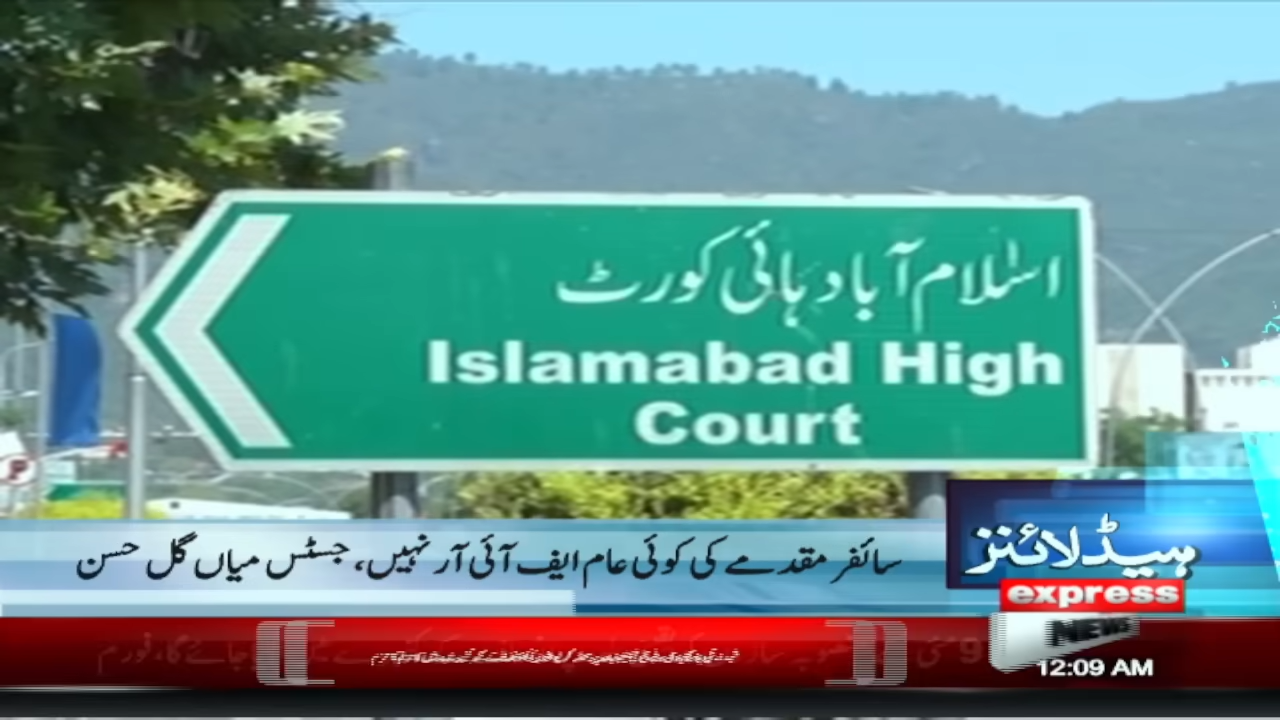 اسلام آباد ہائی کورٹ
Islamabad High
Court
سائفر مقدمے کی کوئی عام ایف آئی آر نہیں، جسٹس میاں گل حسن
ہیڈلائنز
express
NEWS
12:09 AM